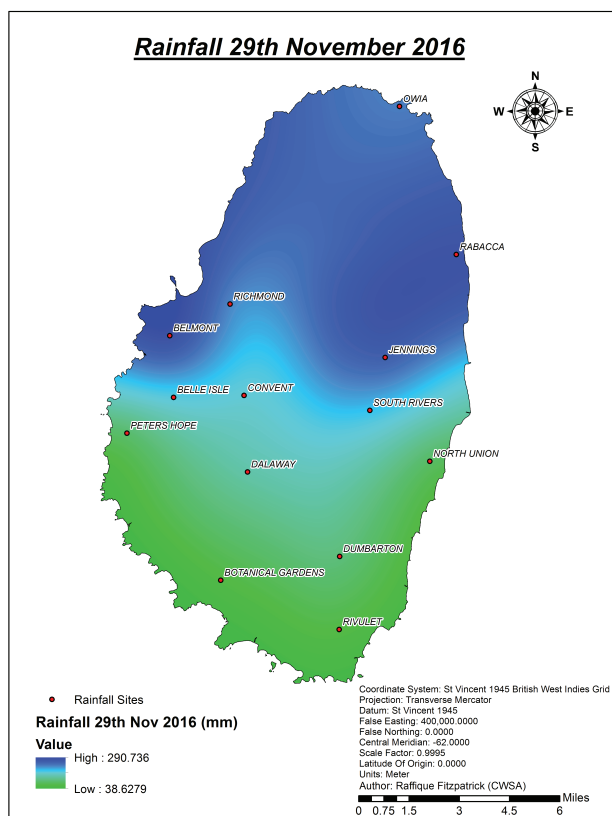 Rainfall 29th November 2016
N
W E
S
OWIA
RABACCA
RICHMOND
BELMONT
JENNINGS
BELLE ISLE
CONVENT
SOUTH RIVERS
PETERS HOPE
NORTH UNION
DALAWAY
DUMBARTON
BOTANICAL GARDENS
RIVULET
Rainfall Sites
Rainfall 29th Nov 2016 (mm)
Value
High : 290.736
Low : 38.6279
Coordinate System: St Vincent 1945 British West Indies Grid
Projection: Transverse Mercator
Datum: St Vincent 1945
False Easting: 400,000.0000
False Northing: 0.0000
Central Meridian: -62.0000
Scale Factor: 0.9995
Latitude Of Origin: 0.0000
Units: Meter
Author: Raffique Fitzpatrick (CWSA)
Miles
0 0.75 1.5 3 4.5 6